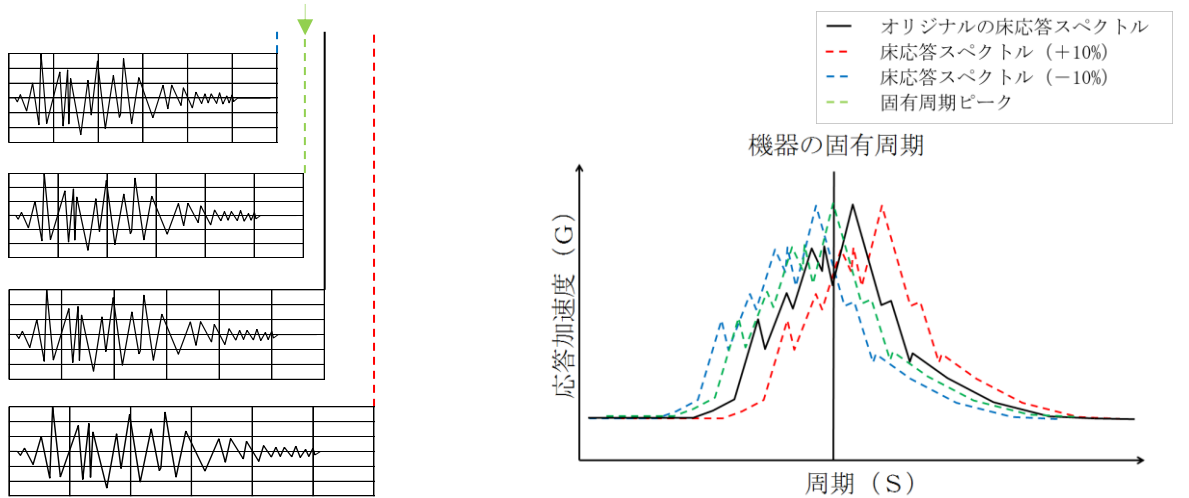 オリジナルの床応答スペクトル
床応答スペクトル（＋10%）
床応答スペクトル（－10%）
固有周期ピーク
機器の固有周期
応答加速度（Ｇ）
周期（Ｓ）